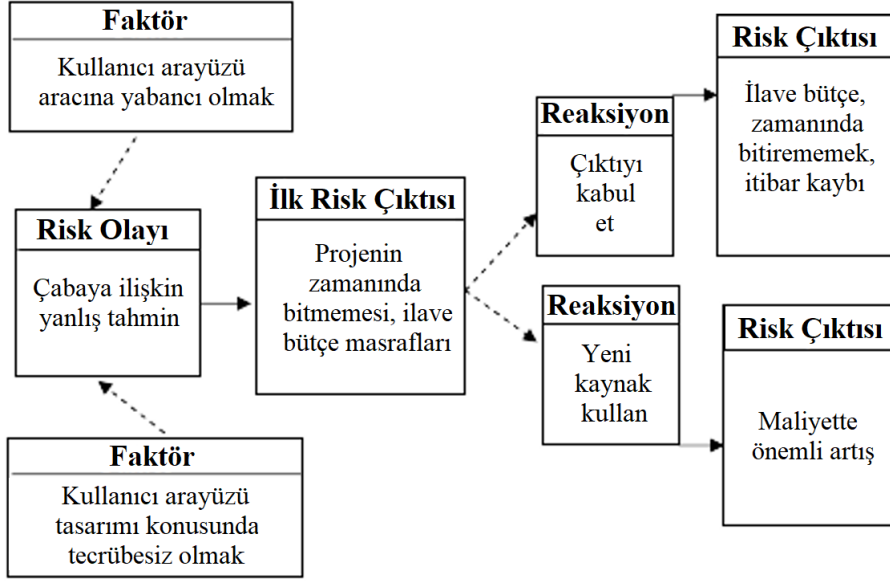 Faktör
Kullanıcı arayüzü
aracına yabancı olmak
Risk Olayı
Çabaya ilişkin
yanlış tahmin
Faktör
Kullanıcı arayüzü
tasarımı konusunda
tecrübesiz olmak
İlk Risk Çıktısı
Projenin
zamanında
bitmemesi, ilave
bütçe masrafları
Reaksiyon
Çıktıyı
kabul
et
Risk Çıktısı
İlave bütçe,
zamanında
bitirememek,
itibar kaybı
Reaksiyon
Yeni
kaynak
kullan
Risk Çıktısı
Maliyette
önemli artış